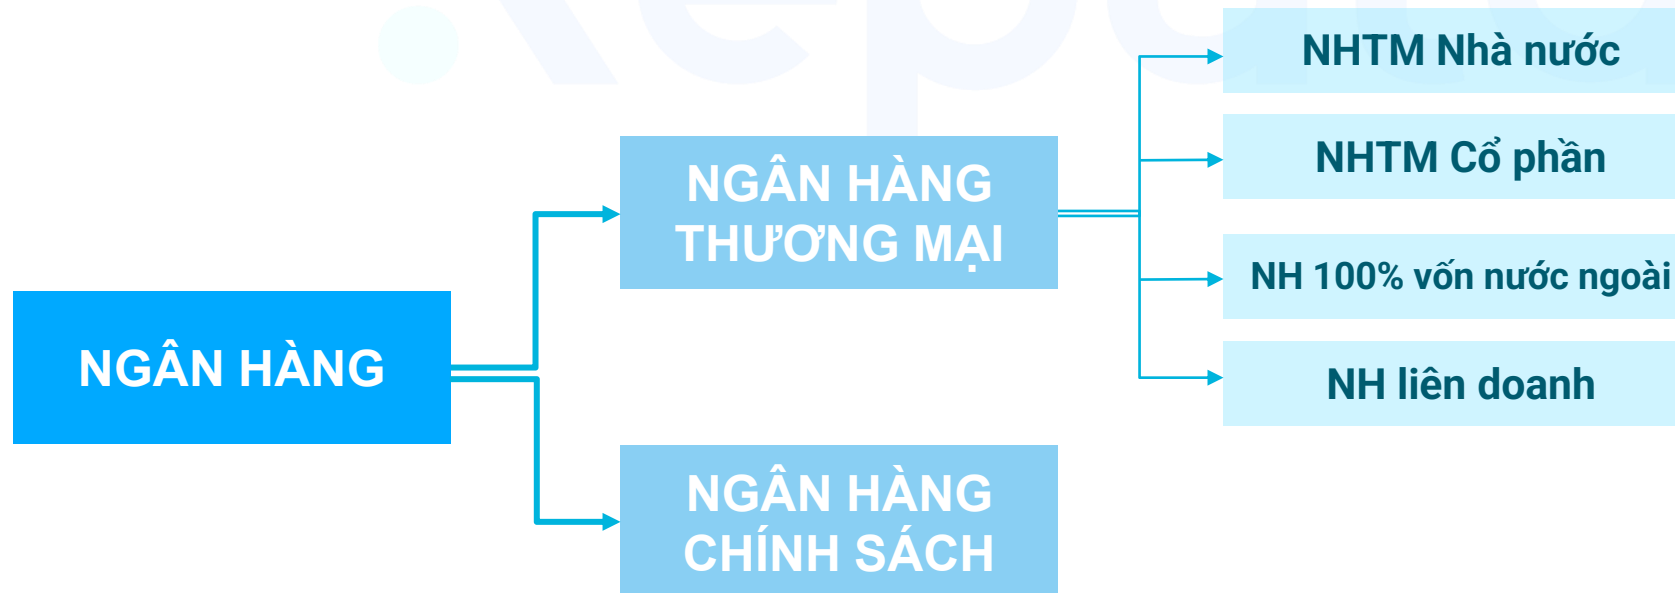 NHTM Nhà nước
NHTM Cổ phần
NGÂN HÀNG
THƯƠNG MẠI
NH 100% vốn nước ngoài
NGÂN HÀNG
NH liên doanh
NGÂN HÀNG
CHÍNH SÁCH